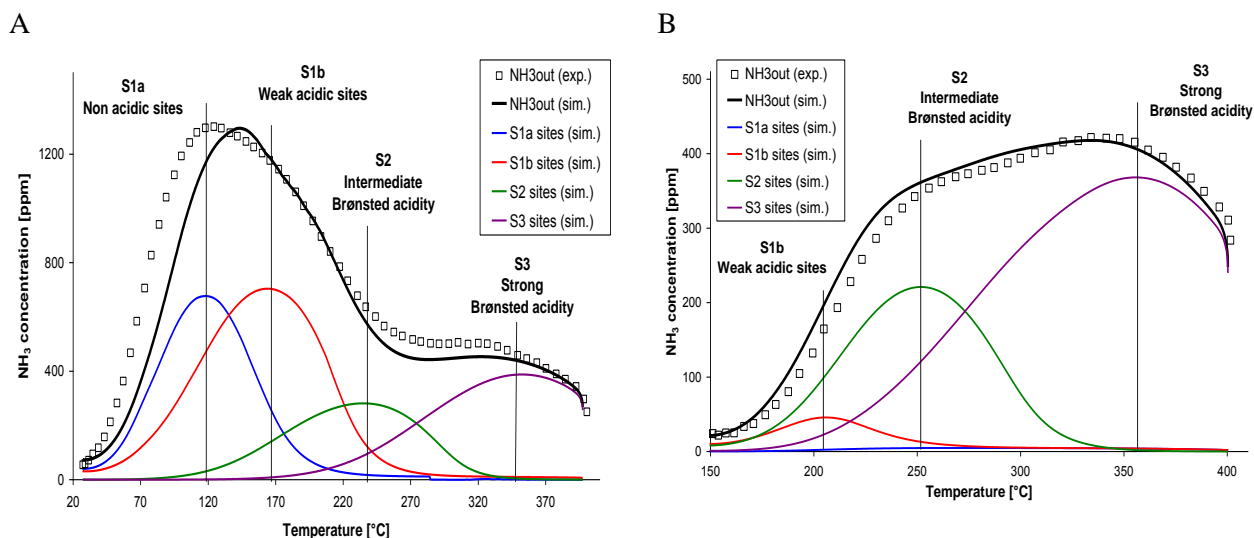 A
S1a
Non acidic sites
S1b
Weak acidic sites
S2
Intermediate
Brønsted acidity
S3
Strong
Brønsted acidity
NH3out (exp.)
NH3out (sim.)
S1a sites (sim.)
S1b sites (sim.)
S2 sites (sim.)
S3 sites (sim.)
NH₃ concentration [ppm]
1200
800
400
0
20 70 120 170 220 270 320 370
Temperature [°C]
B
NH3out (exp.)
NH3out (sim.)
S1a sites (sim.)
S1b sites (sim.)
S2 sites (sim.)
S3 sites (sim.)
S2
Intermediate
Brønsted acidity
S3
Strong
Brønsted acidity
S1b
Weak acidic sites
NH₃ concentration [ppm]
500
400
300
200
100
0
150 200 250 300 350 400
Temperature [°C]